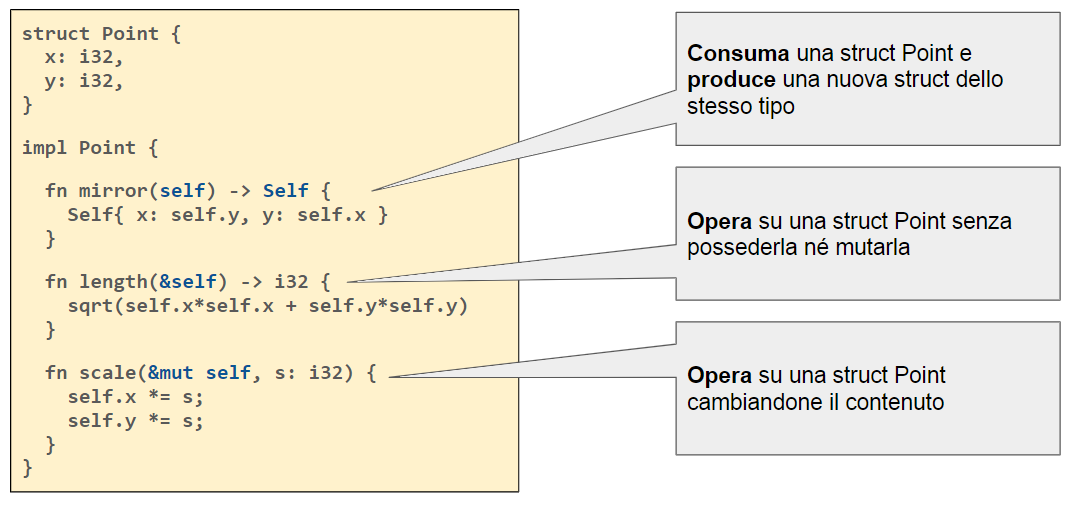 struct Point {
  x: i32,
  y: i32,
}
impl Point {
  fn mirror(self) -> Self {
    Self{ x: self.y, y: self.x }
  }
  fn length(&self) -> i32 {
    sqrt(self.x*self.x + self.y*self.y)
  }
  fn scale(&mut self, s: i32) {
    self.x *= s;
    self.y *= s;
  }
}
Consuma una struct Point e
produce una nuova struct dello
stesso tipo
Opera su una struct Point senza
possederla né mutarla
Opera su una struct Point
cambiandone il contenuto